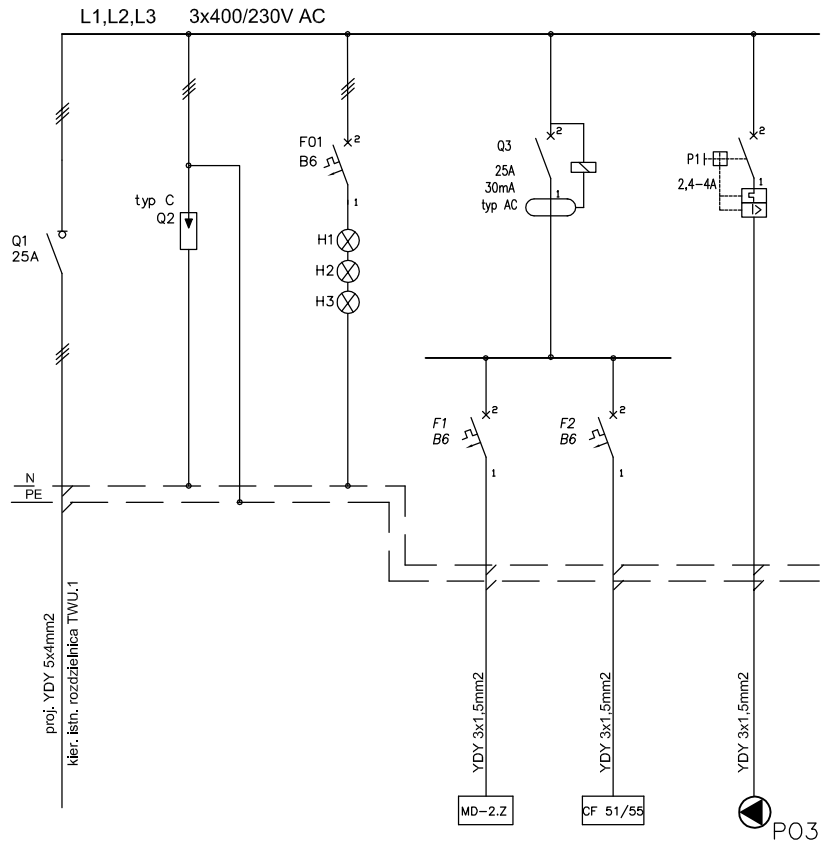 L1,L2,L3 3x400/230V AC
Q1
25A
typ C
Q2
F01
B6
2
1
H1
H2
H3
Q3
25A
30mA
typ AC
2
1
P1
2,4-4A
2
1
I>
F1
B6
2
1
F2
B6
2
1
N
PE
proj. YDY 5x4mm2
kier. istn. rozdzielnica TWU.1
YDY 3x1,5mm2
YDY 3x1,5mm2
YDY 3x1,5mm2
MD-2.Z
CF 51/55
P03